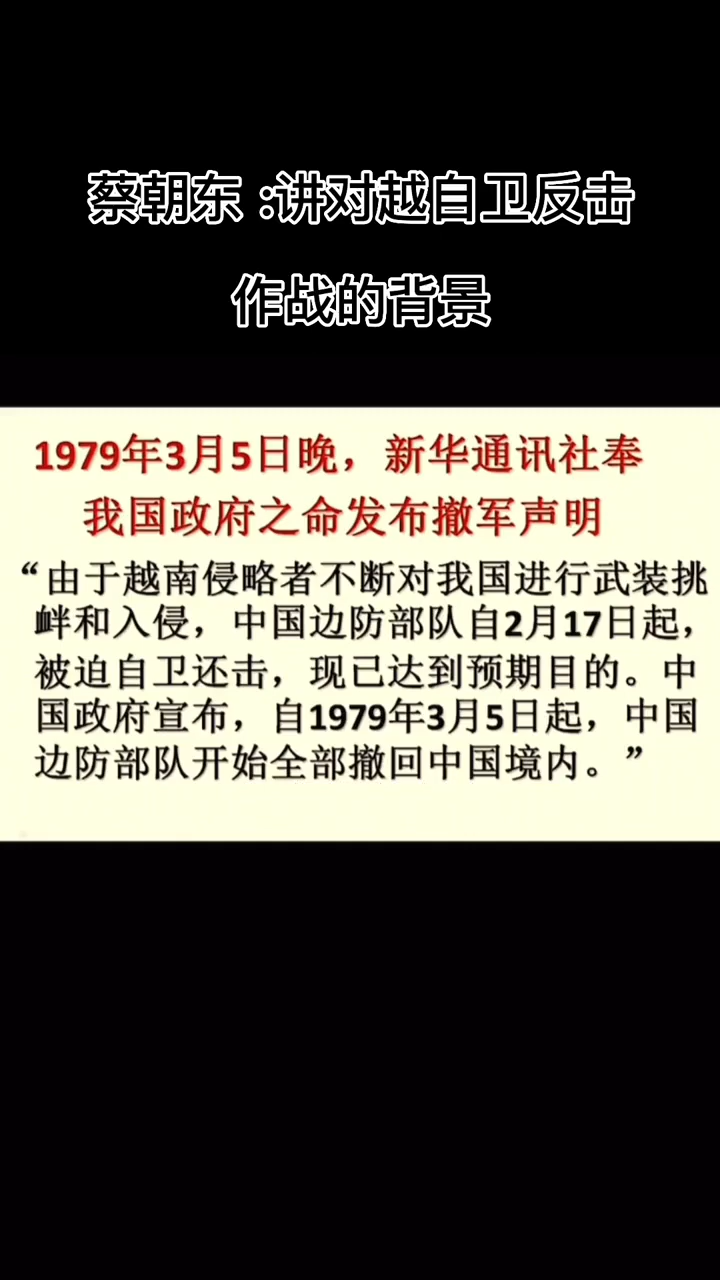 蔡朝东 :讲对越自卫反击
作战的背景
1979年3月5日晚，新华通讯社奉
我国政府之命发布撤军声明
“由于越南侵略者不断对我国进行武装挑
衅和入侵，中国边防部队自2月17日起，
被迫自卫还击，现已达到预期目的。中
国政府宣布，自1979年3月5日起，中国
边防部队开始全部撤回中国境内。”